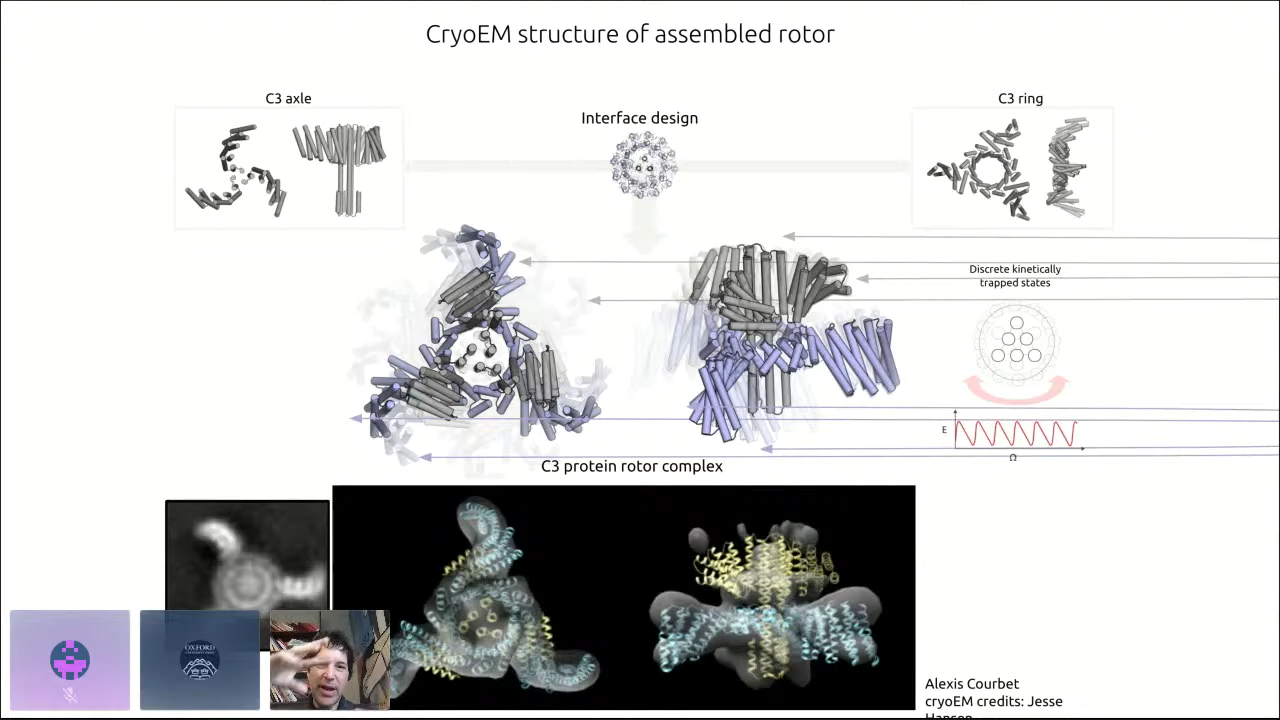 CryoEM structure of assembled rotor
C3 axle
Interface design
C3 ring
Discrete kinetically
trapped states
E
Ω
C3 protein rotor complex
OXFORD
Alexis Courbet
cryoEM credits: Jesse
Hansen